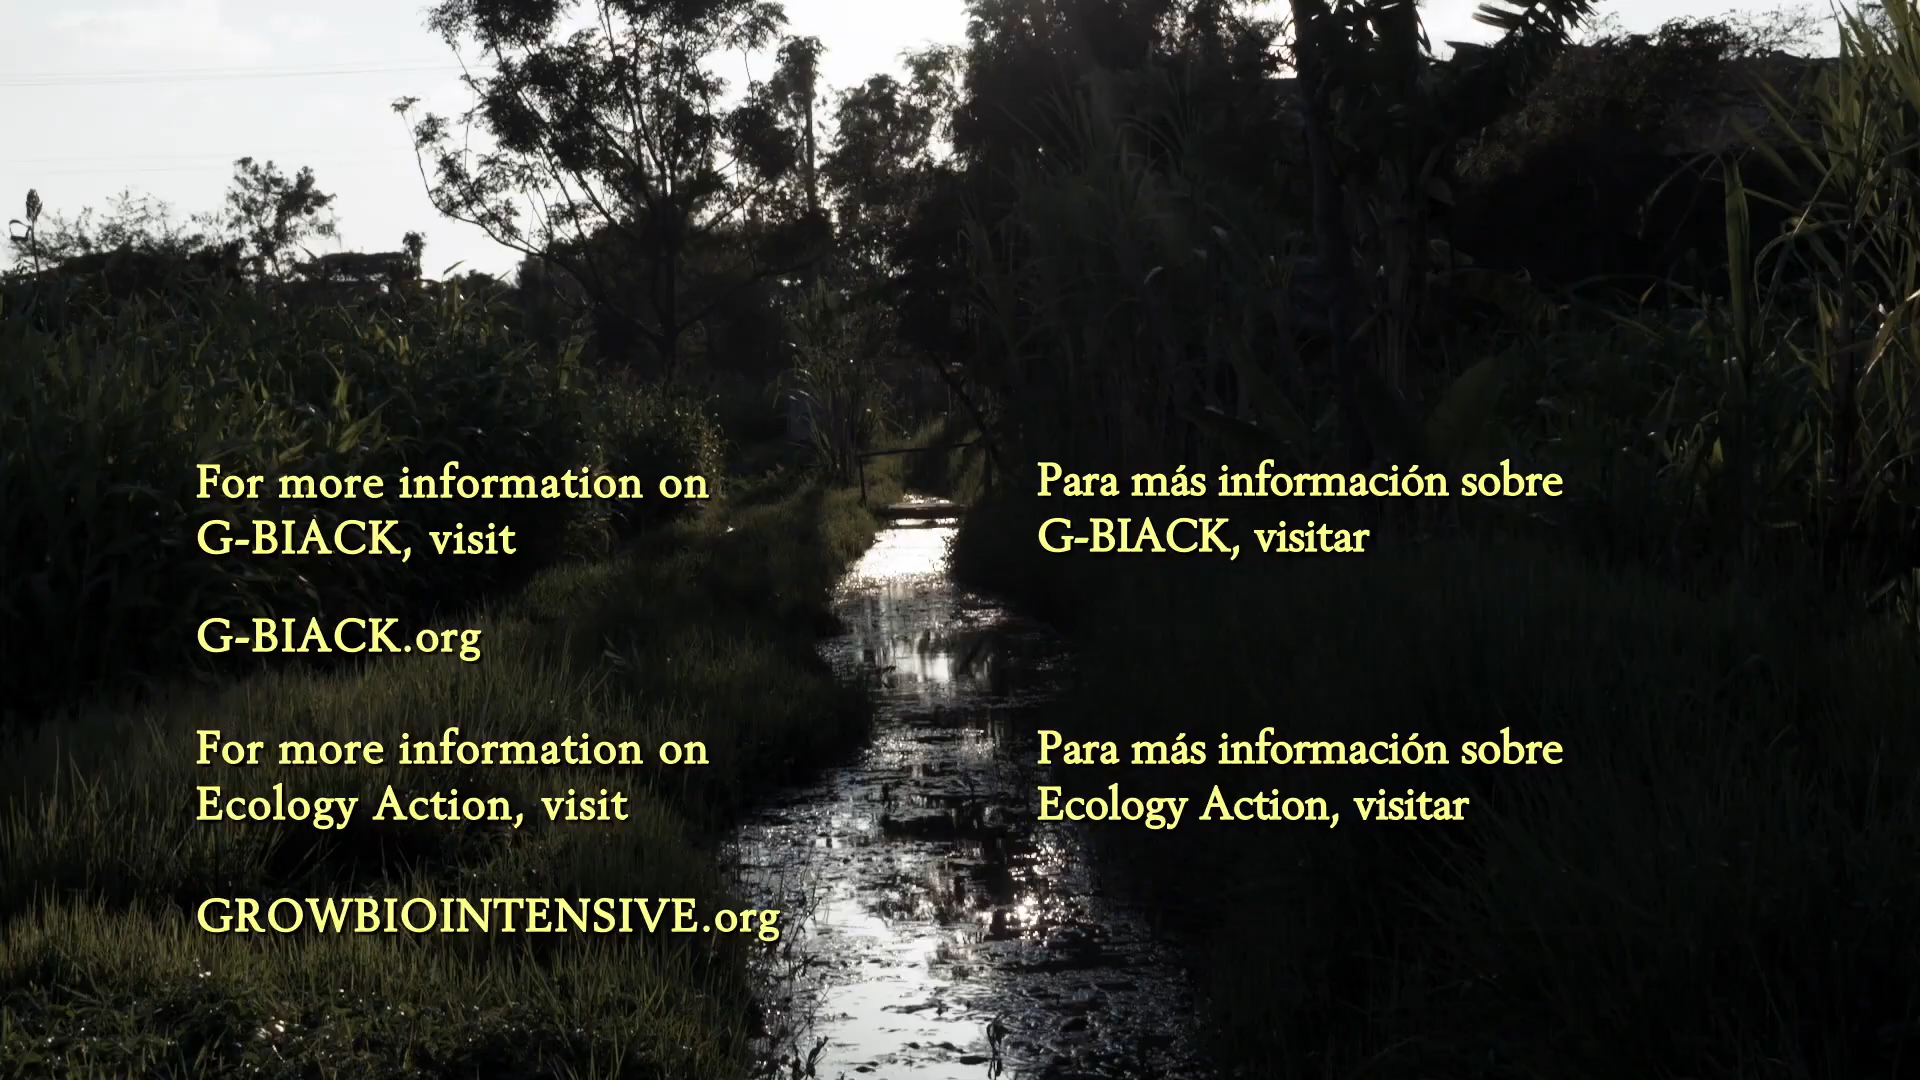 For more information on
G-BIACK, visit
G-BIACK.org
For more information on
Ecology Action, visit
GROWBIOINTENSIVE.org
Para más información sobre
G-BIACK, visitar
Para más información sobre
Ecology Action, visitar